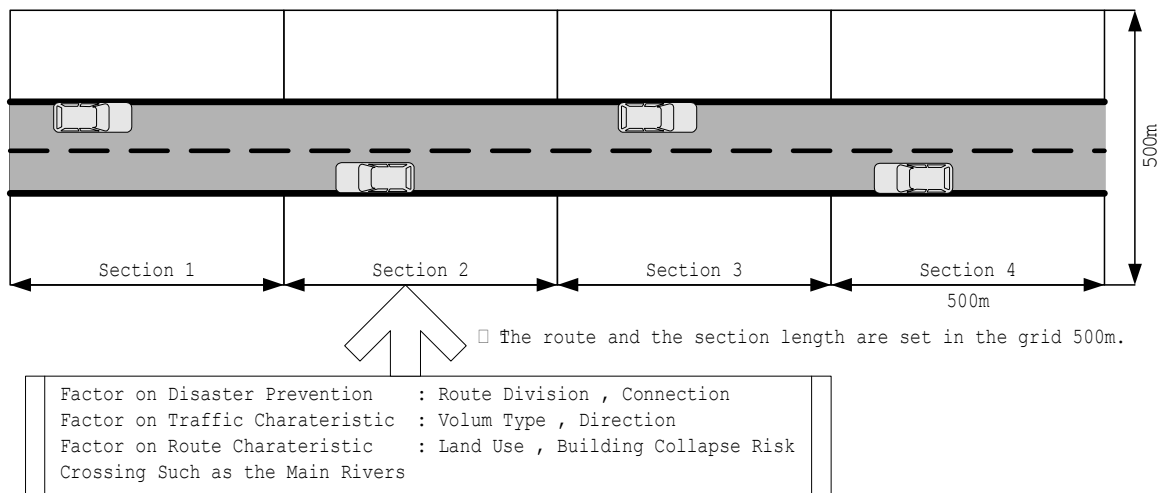 500m
Section 1 Section 2 Section 3 Section 4
500m
The route and the section length are set in the grid 500m.
Factor on Disaster Prevention : Route Division , Connection
Factor on Traffic Charateristic : Volum Type , Direction
Factor on Route Charateristic : Land Use , Building Collapse Risk
Crossing Such as the Main Rivers